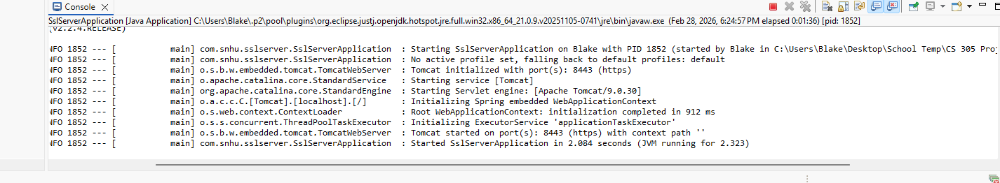 Console
SslServerApplication [Java Application] C:\Users\Blake\.p2\pool\plugins\org.eclipse.justj.openjdk.hotspot.jre.full.win32.x86_64_21.0.9.v20251105-0741\jre\bin\javaw.exe (Feb 28, 2026, 6:24:57 PM elapsed 0:01:36) [pid: 1852]
(v2.2.4.RELEASE)
NFO 1852 --- [           main] com.snhu.sslserver.SslServerApplication  : Starting SslServerApplication on Blake with PID 1852 (started by Blake in C:\Users\Blake\Desktop\School Temp\CS 305 Proj
NFO 1852 --- [           main] com.snhu.sslserver.SslServerApplication  : No active profile set, falling back to default profiles: default
NFO 1852 --- [           main] o.s.b.w.embedded.tomcat.TomcatWebServer  : Tomcat initialized with port(s): 8443 (https)
NFO 1852 --- [           main] o.apache.catalina.core.StandardService   : Starting service [Tomcat]
NFO 1852 --- [           main] org.apache.catalina.core.StandardEngine  : Starting Servlet engine: [Apache Tomcat/9.0.30]
NFO 1852 --- [           main] o.a.c.c.C.[Tomcat].[localhost].[/]       : Initializing Spring embedded WebApplicationContext
NFO 1852 --- [           main] o.s.web.context.ContextLoader            : Root WebApplicationContext: initialization completed in 912 ms
NFO 1852 --- [           main] o.s.s.concurrent.ThreadPoolTaskExecutor  : Initializing ExecutorService 'applicationTaskExecutor'
NFO 1852 --- [           main] o.s.b.w.embedded.tomcat.TomcatWebServer  : Tomcat started on port(s): 8443 (https) with context path ''
NFO 1852 --- [           main] com.snhu.sslserver.SslServerApplication  : Started SslServerApplication in 2.084 seconds (JVM running for 2.323)